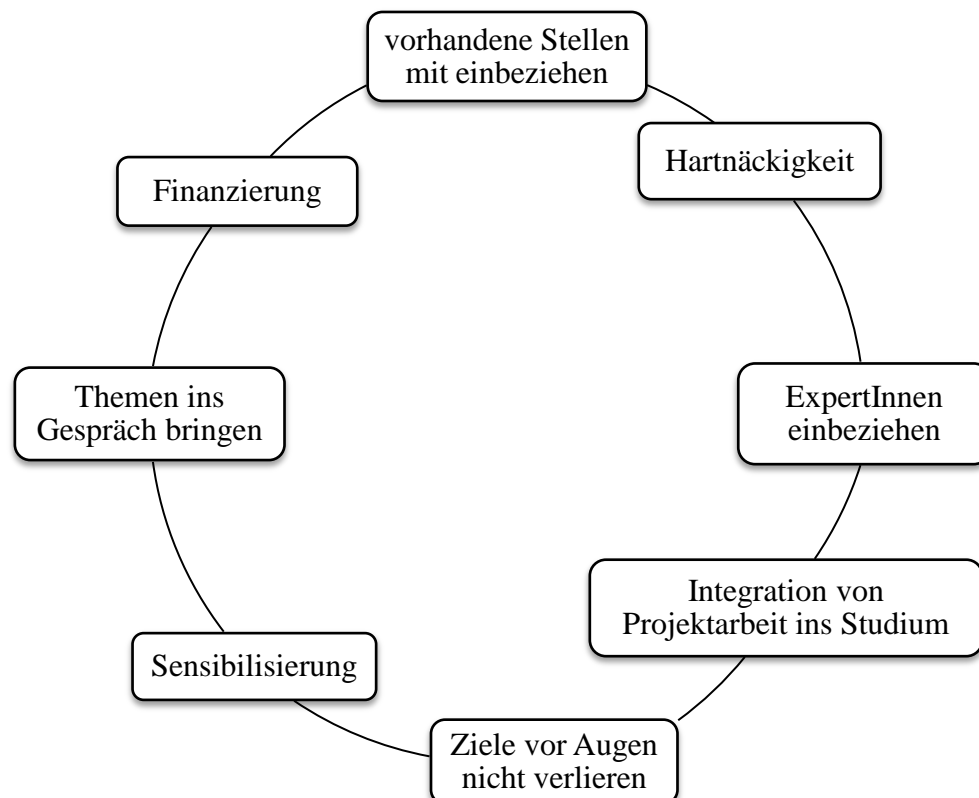 vorhandene Stellen
mit einbeziehen
Hartnäckigkeit
ExpertInnen
einbeziehen
Integration von
Projektarbeit ins Studium
Ziele vor Augen
nicht verlieren
Sensibilisierung
Themen ins
Gespräch bringen
Finanzierung